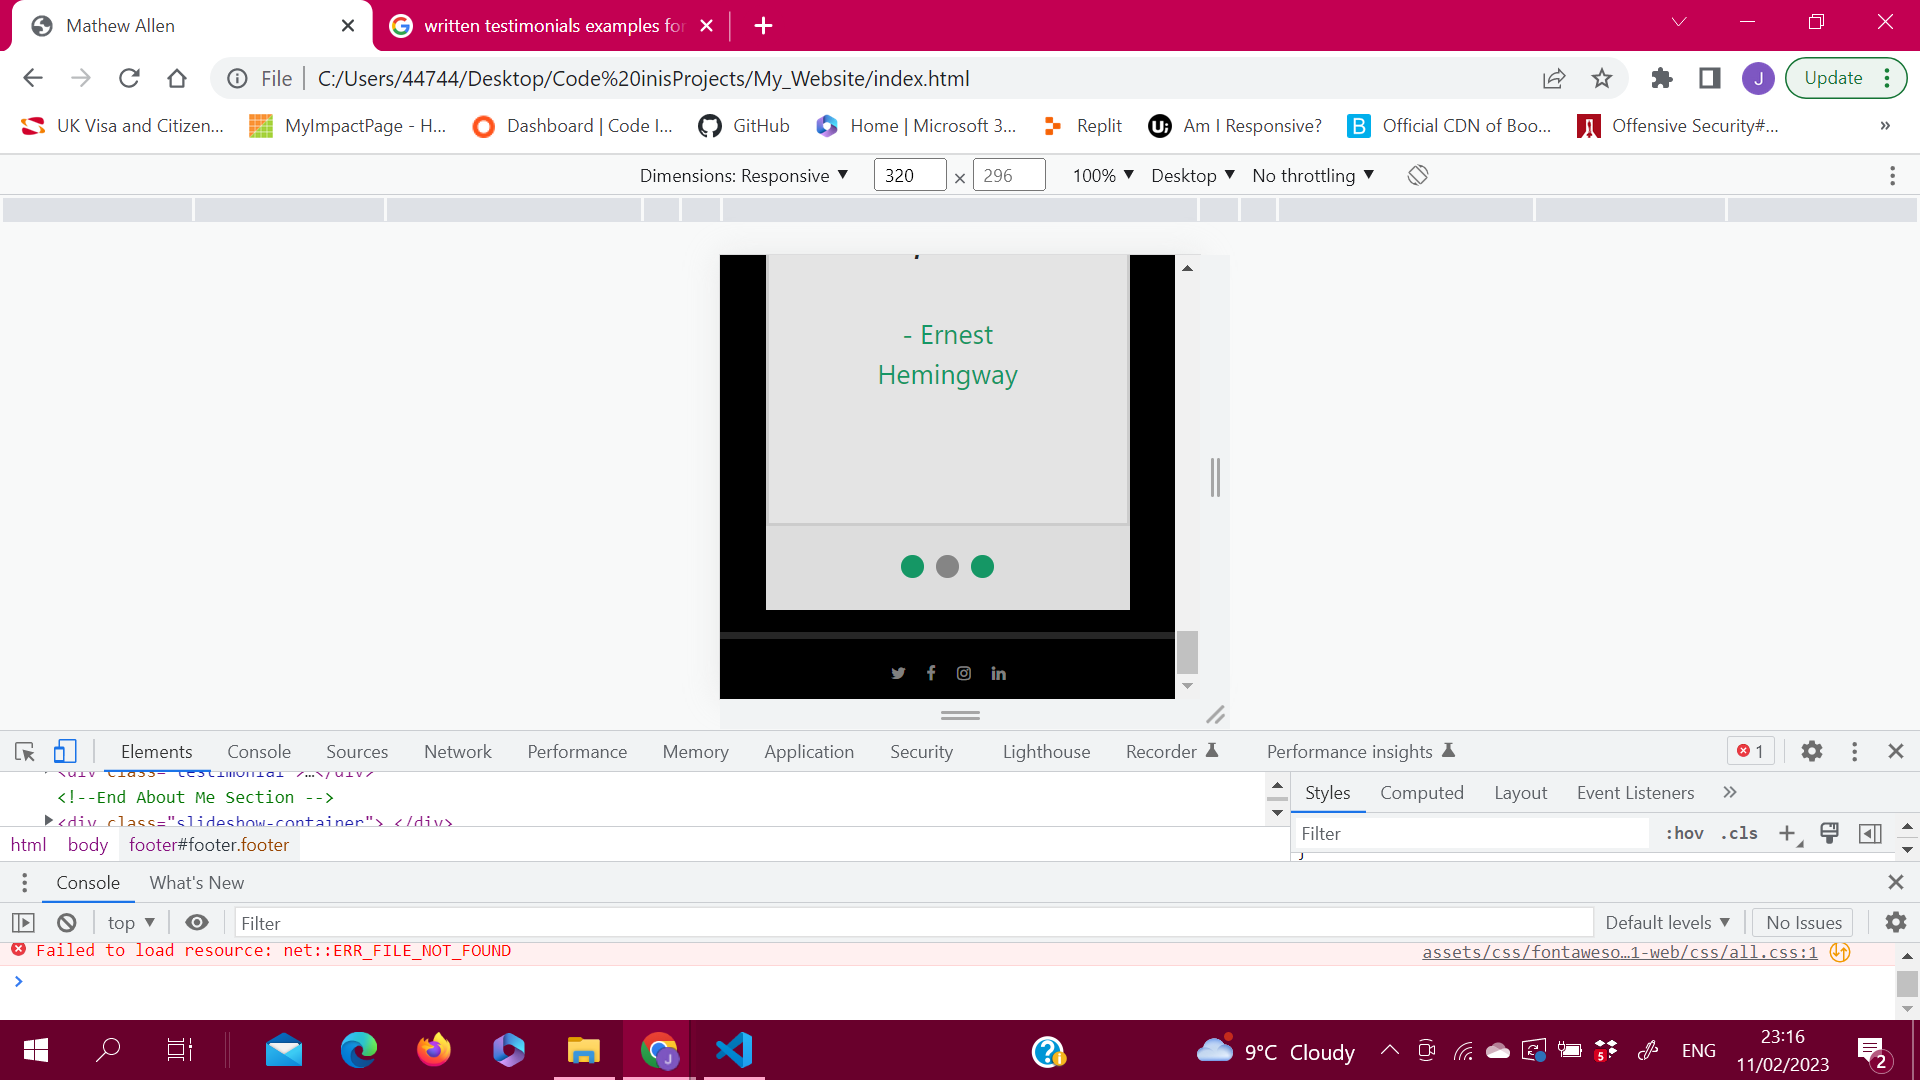 Mathew Allen
written testimonials examples for
File
C:/Users/44744/Desktop/Code%20inisProjects/My_Website/index.html
J
Update
UK Visa and Citizen...
MyImpactPage - H...
Dashboard | Code I...
GitHub
Home | Microsoft 3...
Replit
Am I Responsive?
Official CDN of Boo...
Offensive Security#...
»
Dimensions: Responsive
320
×
296
100%
Desktop
No throttling
- Ernest
Hemingway
Elements
Console
Sources
Network
Performance
Memory
Application
Security
Lighthouse
Recorder
Performance insights
1
<div class="testimonial">…</div>
<!--End About Me Section -->
<div class="slideshow-container"> </div>
Styles
Computed
Layout
Event Listeners
»
Filter
:hov
.cls
html
body
footer#footer.footer
Console
What's New
top
Filter
Default levels
No Issues
Failed to load resource: net::ERR_FILE_NOT_FOUND
assets/css/fontaweso…1-web/css/all.css:1
9°C Cloudy
5
ENG
23:16
11/02/2023
2